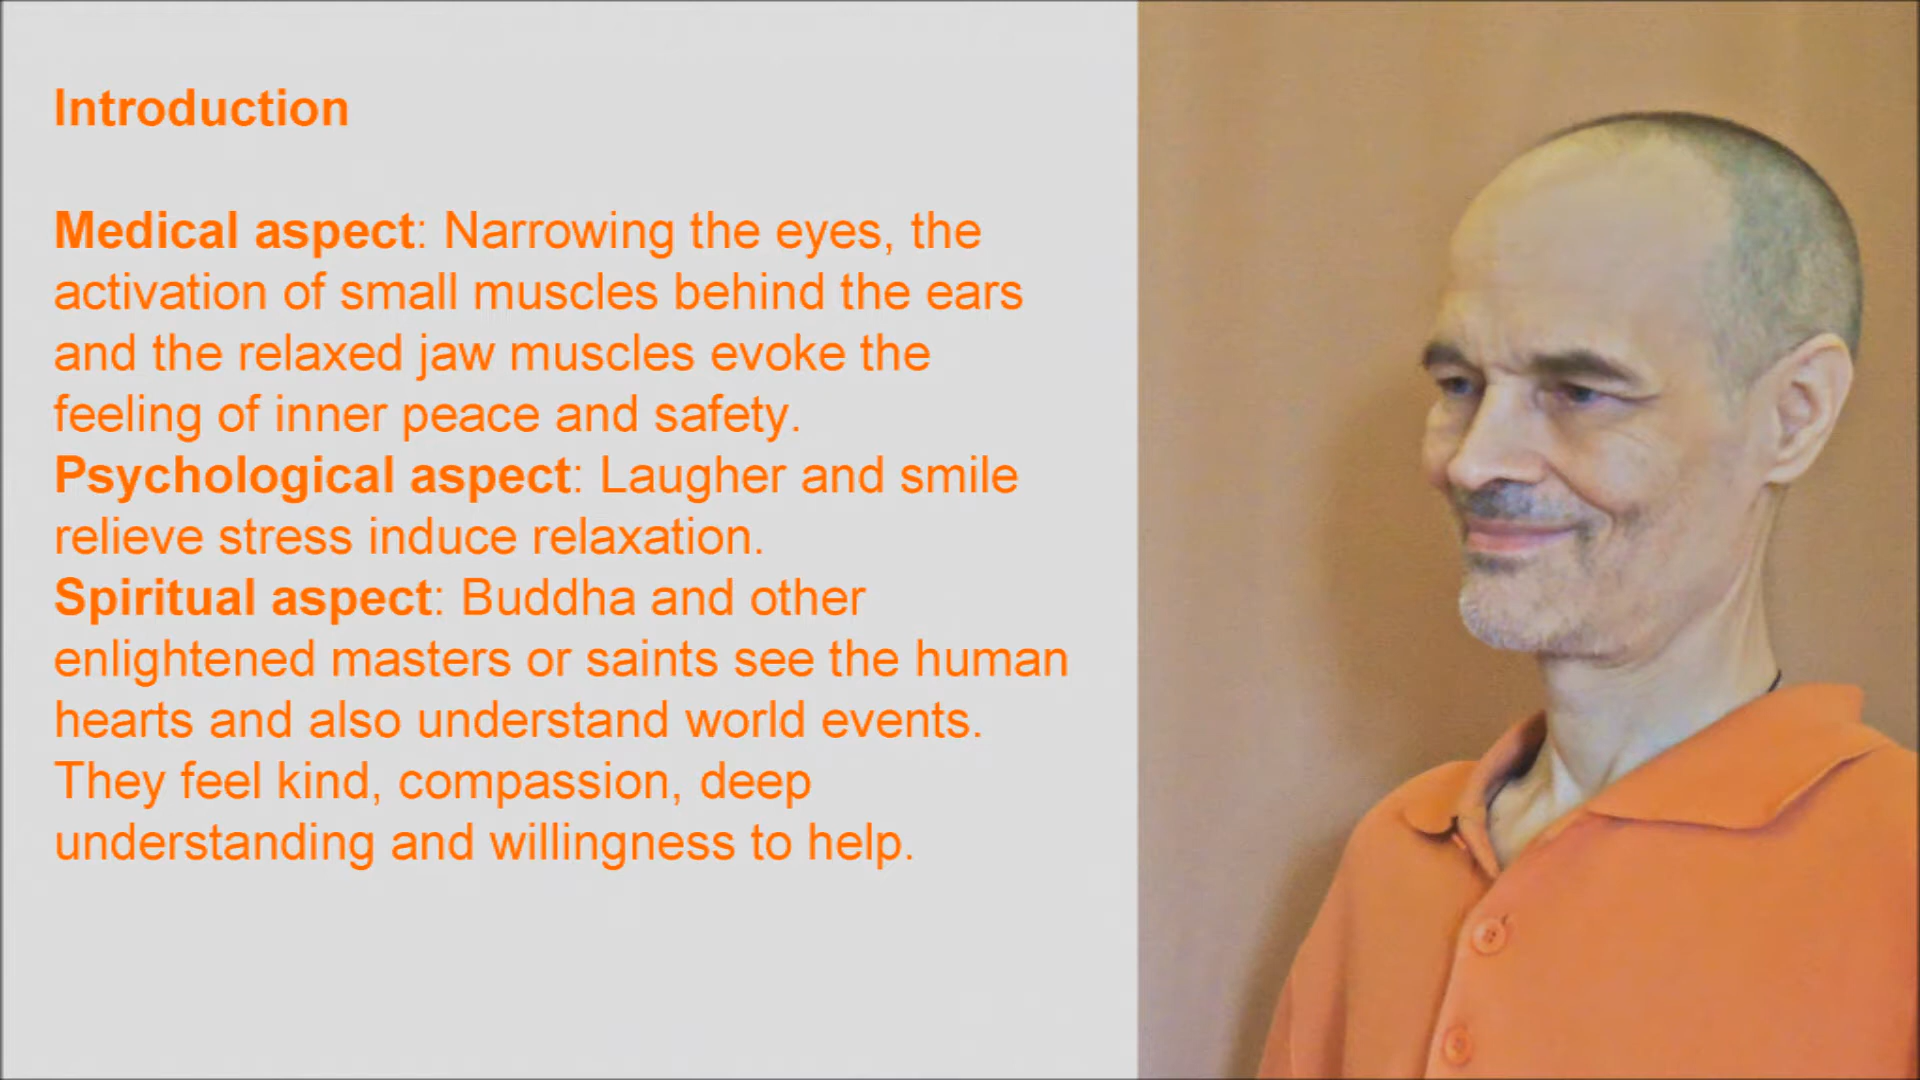 Introduction
Medical aspect: Narrowing the eyes, the
activation of small muscles behind the ears
and the relaxed jaw muscles evoke the
feeling of inner peace and safety.
Psychological aspect: Laugher and smile
relieve stress induce relaxation.
Spiritual aspect: Buddha and other
enlightened masters or saints see the human
hearts and also understand world events.
They feel kind, compassion, deep
understanding and willingness to help.